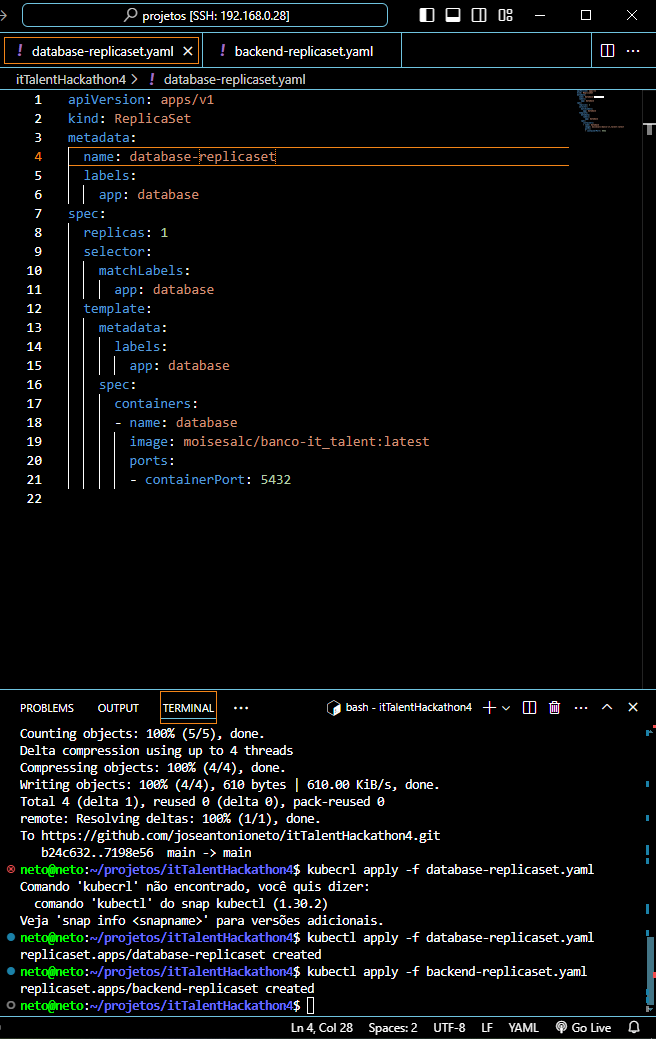 projetos [SSH: 192.168.0.28]
! database-replicaset.yaml
! backend-replicaset.yaml
itTalentHackathon4 > ! database-replicaset.yaml
1 apiVersion: apps/v1
2 kind: ReplicaSet
3 metadata:
4 name: database-replicaset
5 labels:
6 app: database
7 spec:
8 replicas: 1
9 selector:
10 matchLabels:
11 app: database
12 template:
13 metadata:
14 labels:
15 app: database
16 spec:
17 containers:
18 - name: database
19 image: moisesalc/banco-it_talent:latest
20 ports:
21 - containerPort: 5432
22
PROBLEMS OUTPUT TERMINAL ··· bash - itTalentHackathon4
Counting objects: 100% (5/5), done.
Delta compression using up to 4 threads
Compressing objects: 100% (4/4), done.
Writing objects: 100% (4/4), 610 bytes | 610.00 KiB/s, done.
Total 4 (delta 1), reused 0 (delta 0), pack-reused 0
remote: Resolving deltas: 100% (1/1), done.
To https://github.com/joseantonioneto/itTalentHackathon4.git
b24c632..7198e56 main -> main
neto@neto:~/projetos/itTalentHackathon4$ kubecrl apply -f database-replicaset.yaml
Comando 'kubecrl' não encontrado, você quis dizer:
comando 'kubectl' do snap kubectl (1.30.2)
Veja 'snap info <snapname>' para versões adicionais.
neto@neto:~/projetos/itTalentHackathon4$ kubectl apply -f database-replicaset.yaml
replicaset.apps/database-replicaset created
neto@neto:~/projetos/itTalentHackathon4$ kubectl apply -f backend-replicaset.yaml
replicaset.apps/backend-replicaset created
neto@neto:~/projetos/itTalentHackathon4$
Ln 4, Col 28 Spaces: 2 UTF-8 LF YAML Go Live